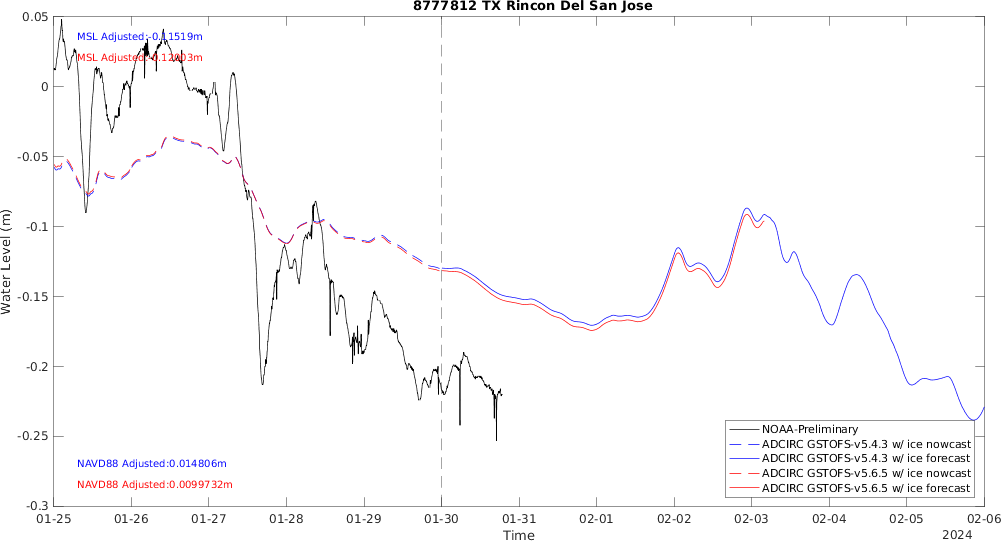 8777812 TX Rincon Del San Jose
MSL Adjusted:-0.11519m
MSL Adjusted:-0.12003m
0.05
0
-0.05
-0.1
-0.15
-0.2
-0.25
-0.3
Water Level (m)
NAVD88 Adjusted:0.014806m
NAVD88 Adjusted:0.0099732m
NOAA-Preliminary
ADCIRC GSTOFS-v5.4.3 w/ ice nowcast
ADCIRC GSTOFS-v5.4.3 w/ ice forecast
ADCIRC GSTOFS-v5.6.5 w/ ice nowcast
ADCIRC GSTOFS-v5.6.5 w/ ice forecast
01-25 01-26 01-27 01-28 01-29 01-30 01-31 02-01 02-02 02-03 02-04 02-05 02-06
Time
2024